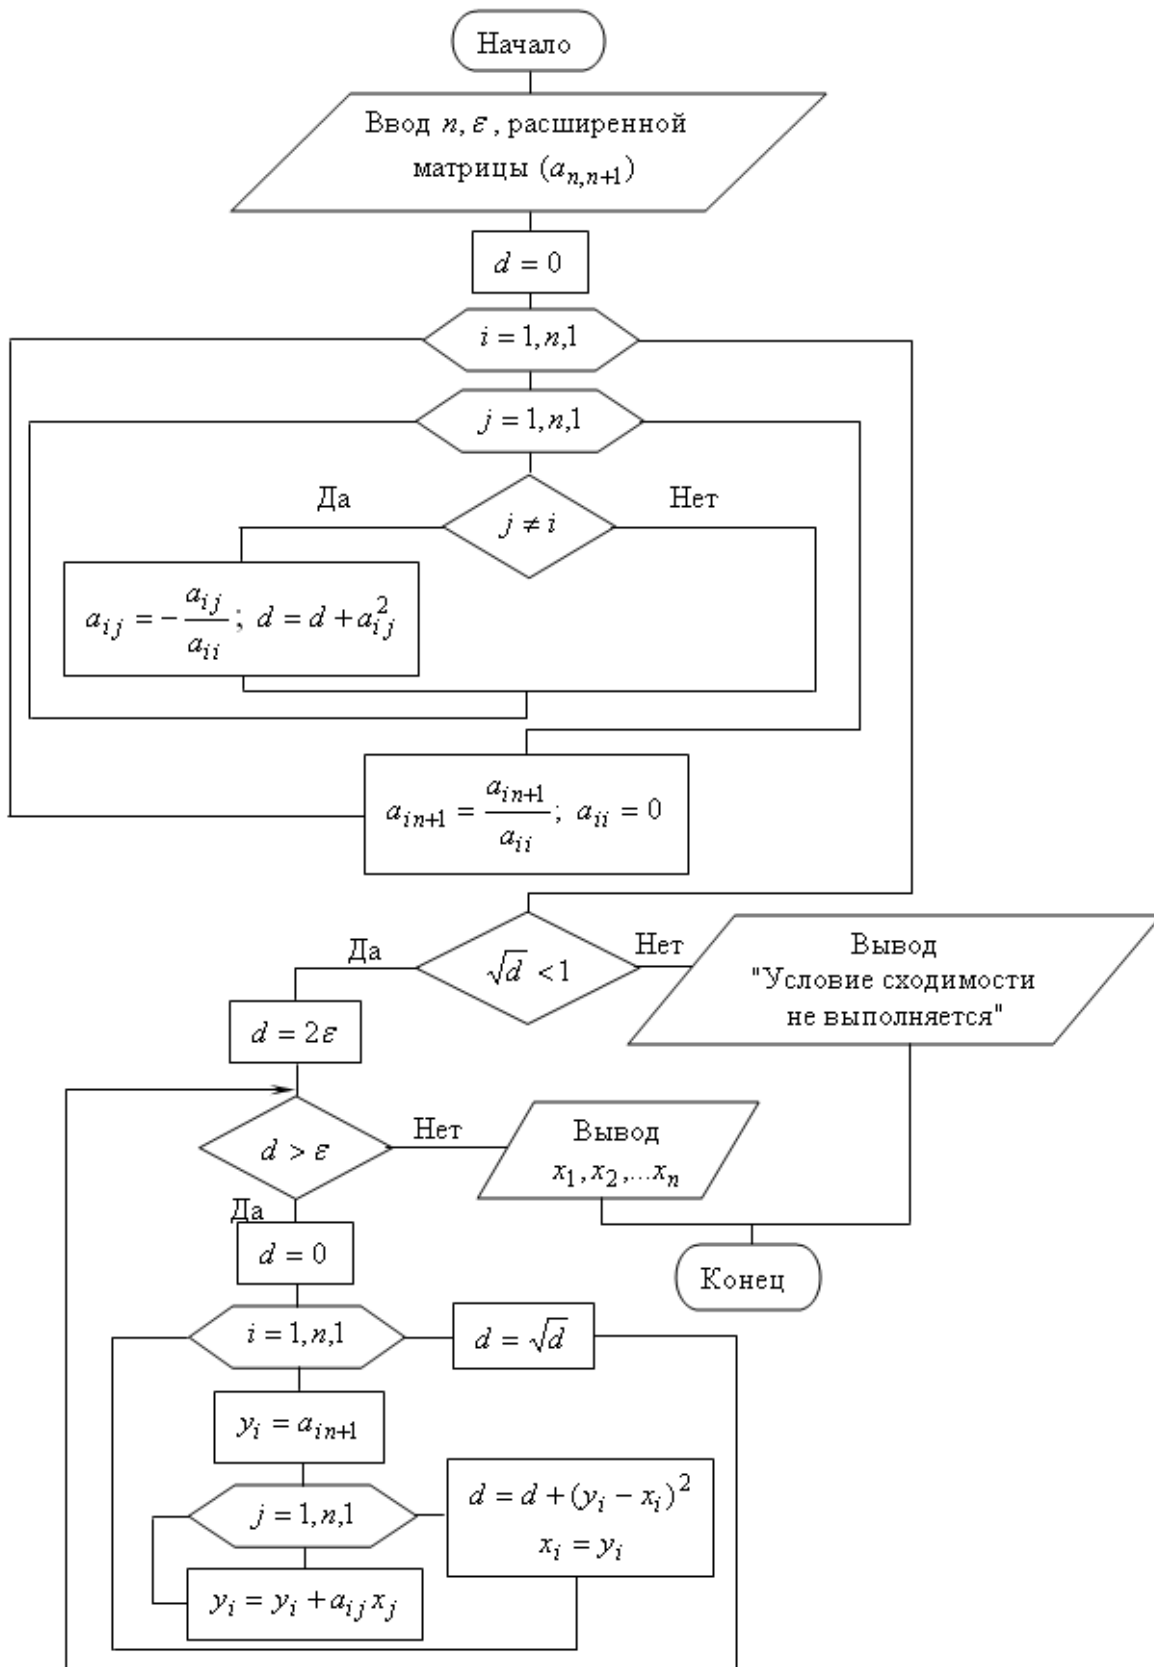 Начало
Ввод n, ε, расширенной
матрицы (a_{n,n+1})
d = 0
i = 1, n, 1
j = 1, n, 1
Да
Нет
j ≠ i
a_{ij} = -\frac{a_{ij}}{a_{ii}}; d = d + a_{ij}^2
a_{in+1} = \frac{a_{in+1}}{a_{ii}}; a_{ii} = 0
Да
√d < 1
Нет
Вывод
"Условие сходимости
не выполняется"
d = 2ε
d > ε
Нет
Вывод
x_1, x_2, ...x_n
Да
d = 0
Конец
i = 1, n, 1
d = √d
y_i = a_{in+1}
j = 1, n, 1
d = d + (y_i - x_i)^2
x_i = y_i
y_i = y_i + a_{ij} x_j